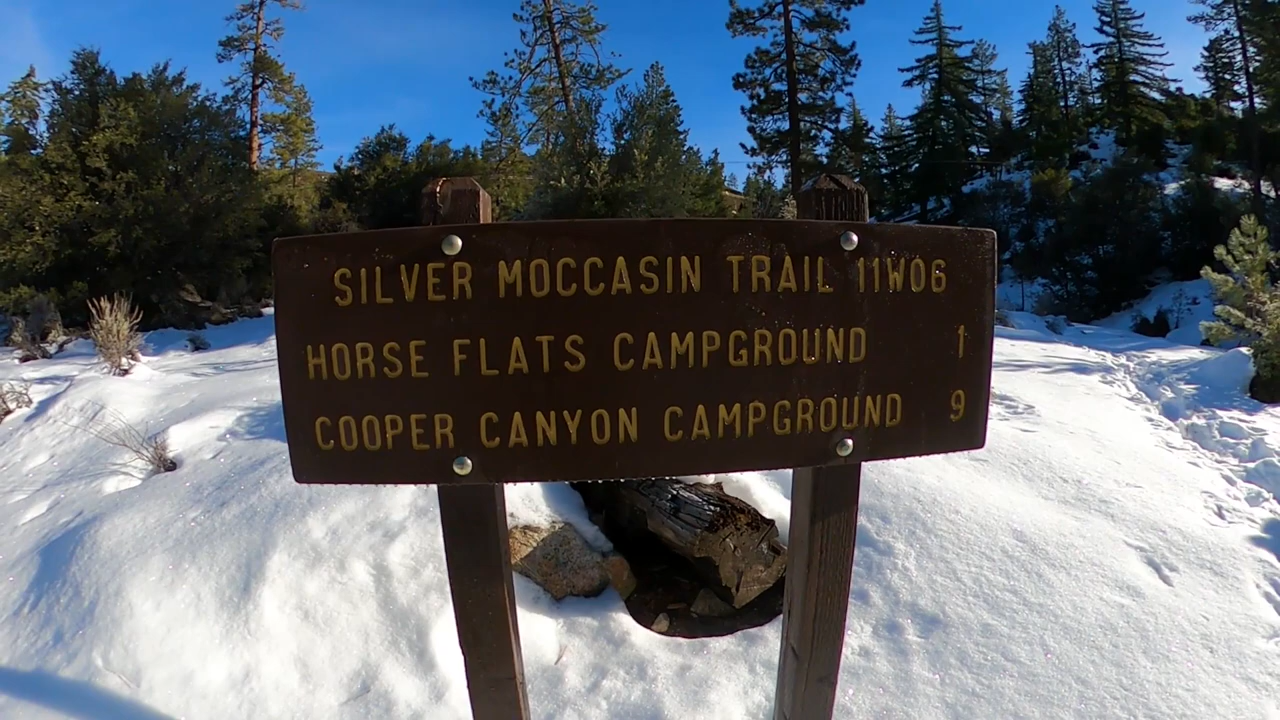 SILVER MOCCASIN TRAIL 11W06
HORSE FLATS CAMPGROUND 1
COOPER CANYON CAMPGROUND 9